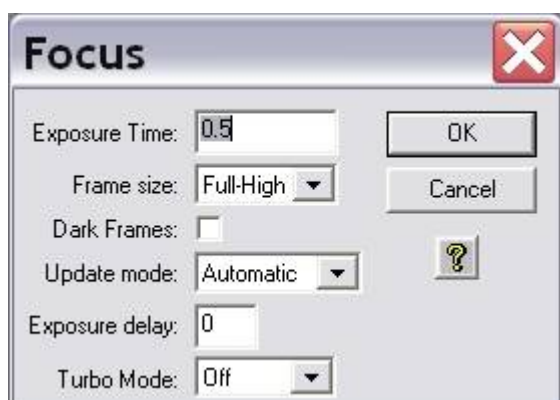 Focus
Exposure Time: 0.5 OK
Frame size: Full-High Cancel
Dark Frames:
Update mode: Automatic ?
Exposure delay: 0
Turbo Mode: Off